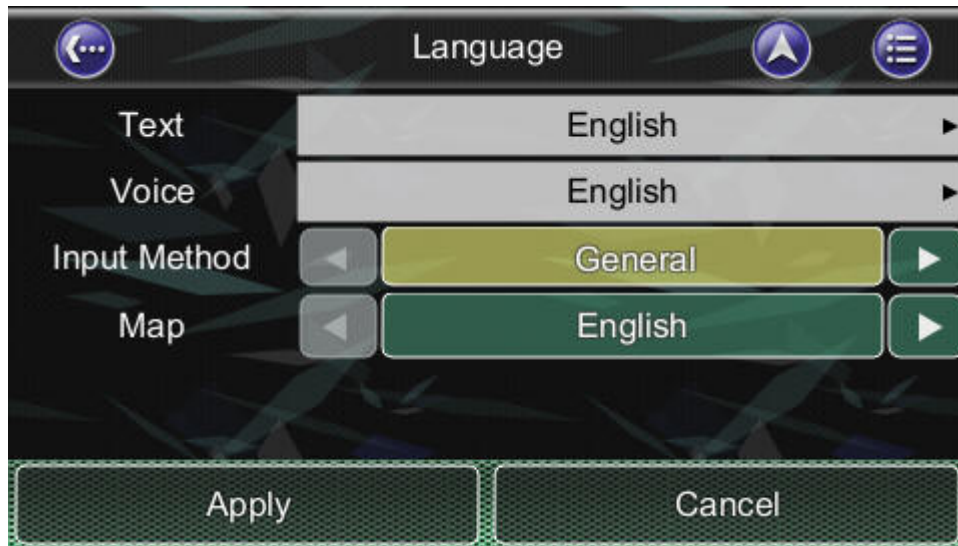 Language
Text English
Voice English
Input Method General
Map English
Apply Cancel